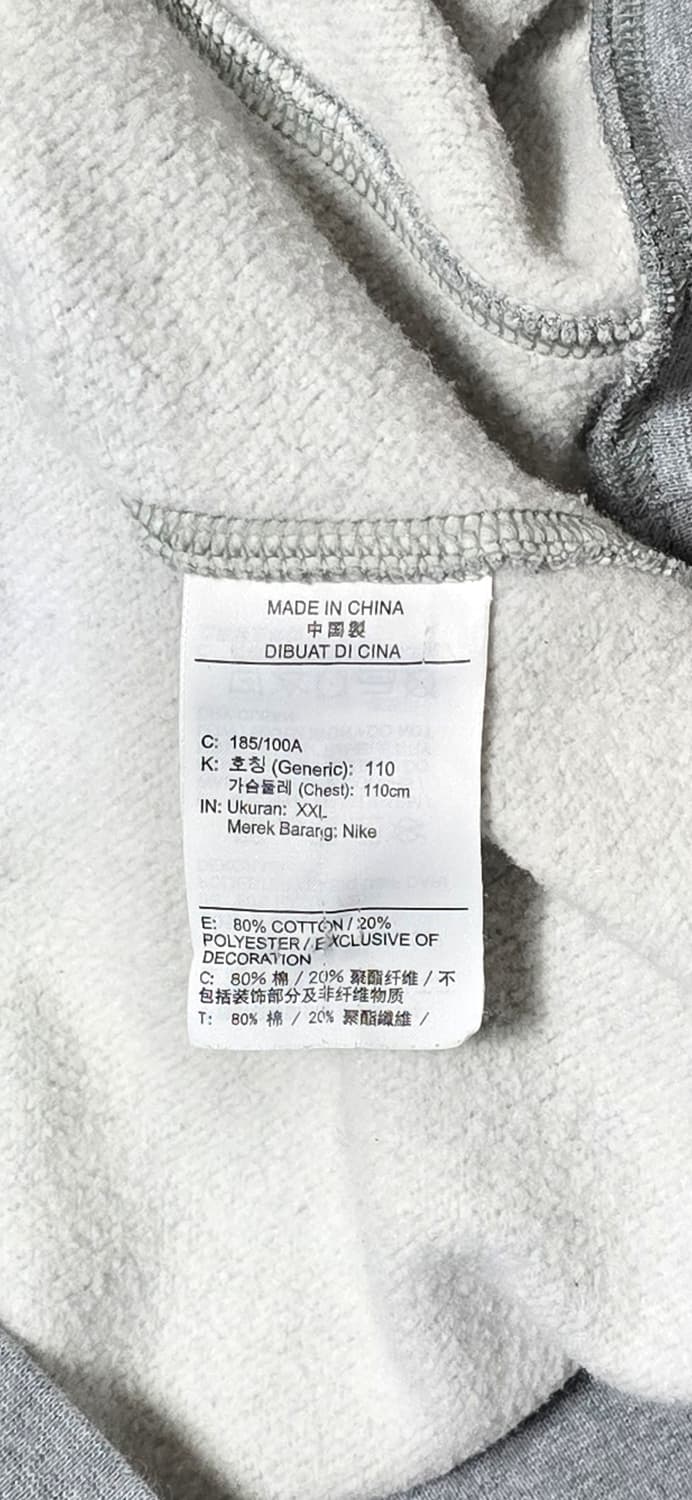 MADE IN CHINA
中国製
DIBUAT DI CINA
C: 185/100A
K: 호칭 (Generic): 110
가슴둘레 (Chest): 110cm
IN: Ukuran: XXL
Merek Barang: Nike
E: 80% COTTON / 20%
POLYESTER / EXCLUSIVE OF
DECORATION
C: 80% 棉 / 20% 聚酯纤维 / 不
包括装饰部分及非纤维物质
T: 80% 棉 / 20% 聚酯纖維 /